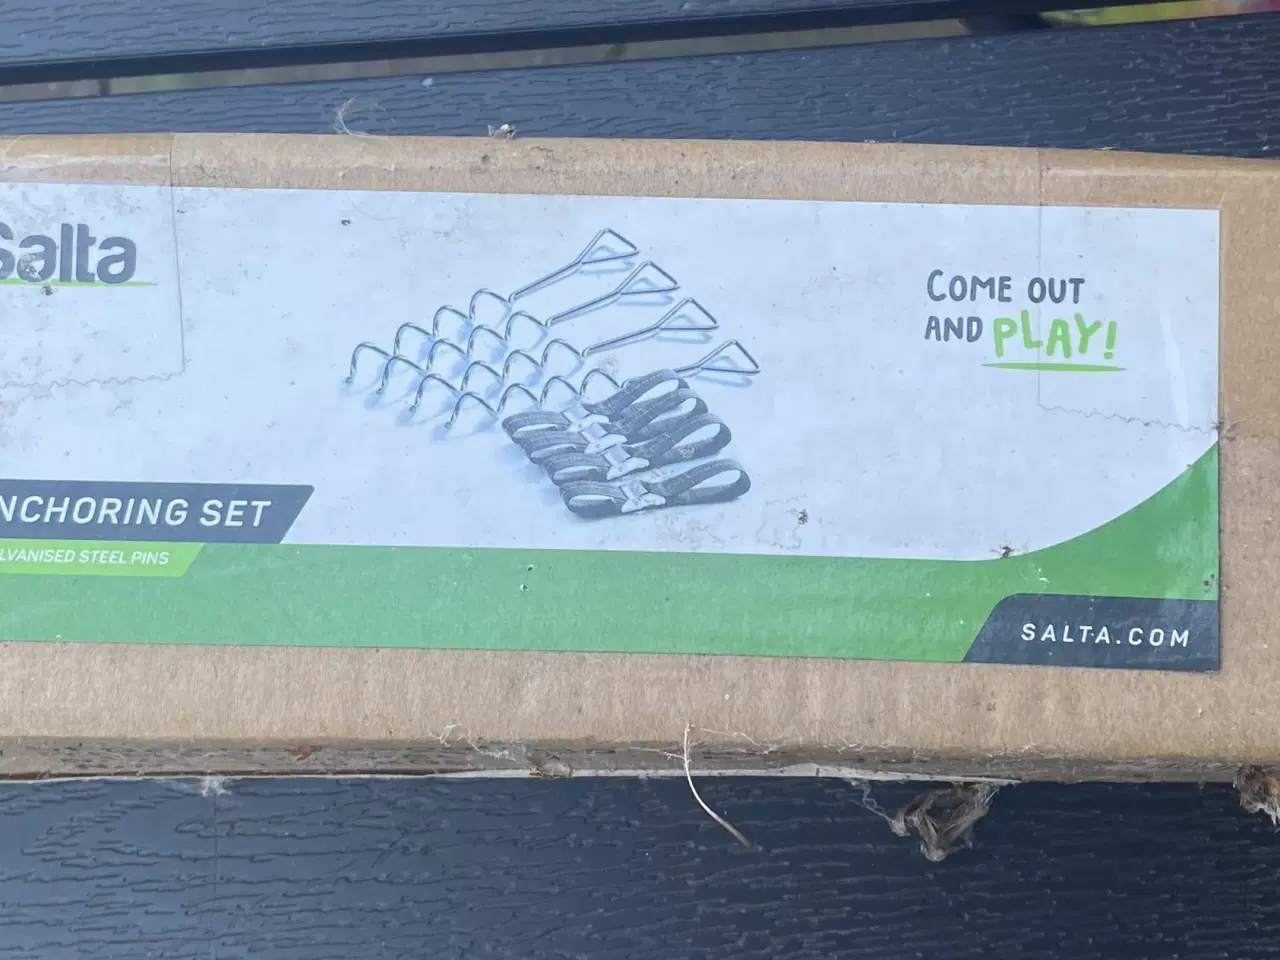 Salta
COME OUT
AND PLAY!
NCHORING SET
LVANISED STEEL PINS
SALTA.COM